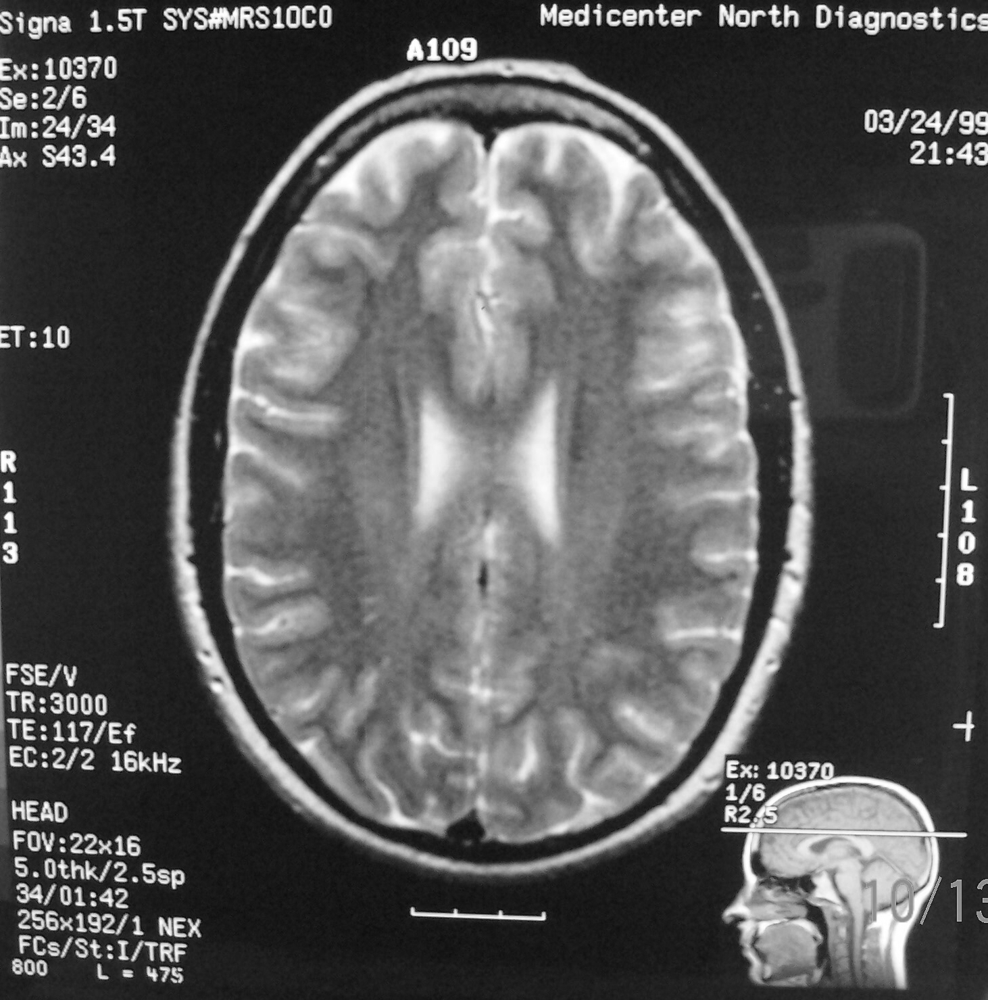 Signa 1.5T SYS#MRS10C0
Medicenter North Diagnostics
A109
Ex:10370
Se:2/6
Im:24/34
Ax S43.4
03/24/99
21:43
ET:10
R
1
1
3
L
1
0
8
FSE/V
TR:3000
TE:117/Ef
EC:2/2 16kHz
HEAD
FOV:22x16
5.0thk/2.5sp
34/01:42
256x192/1 NEX
FCs/St:I/TRF
800 L = 475
Ex: 10370
1/6
R2.5
10/13